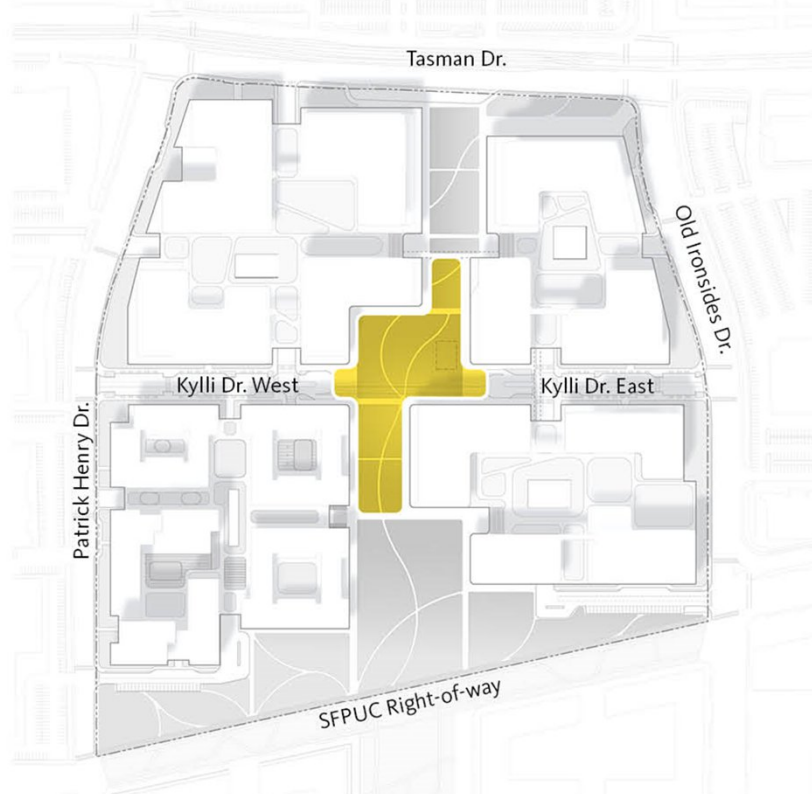 Tasman Dr.
Old Ironsides Dr.
Kylli Dr. West
Kylli Dr. East
Patrick Henry Dr.
SFPUC Right-of-way